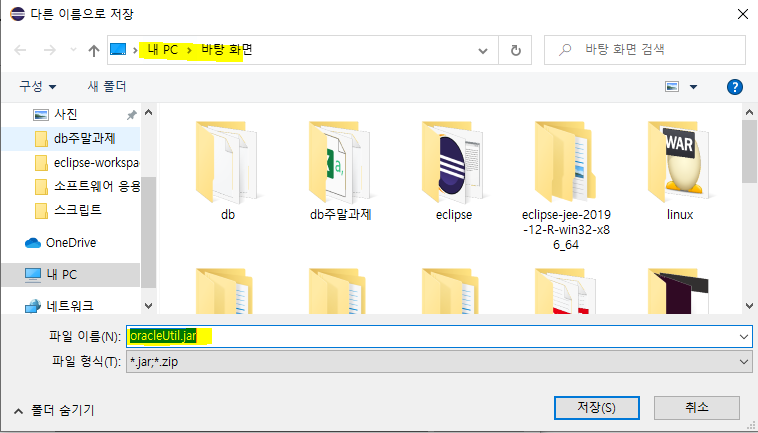 다른 이름으로 저장
내 PC > 바탕 화면
바탕 화면 검색
구성
새 폴더
사진
db주말과제
eclipse-workspa
소프트웨어 응용
스크립트
OneDrive
내 PC
네트워크
db
db주말과제
eclipse
eclipse-jee-2019
-12-R-win32-x8
6_64
WAR
linux
파일 이름(N):
oracleUtil.jar
파일 형식(T):
*.jar;*.zip
폴더 숨기기
저장(S)
취소